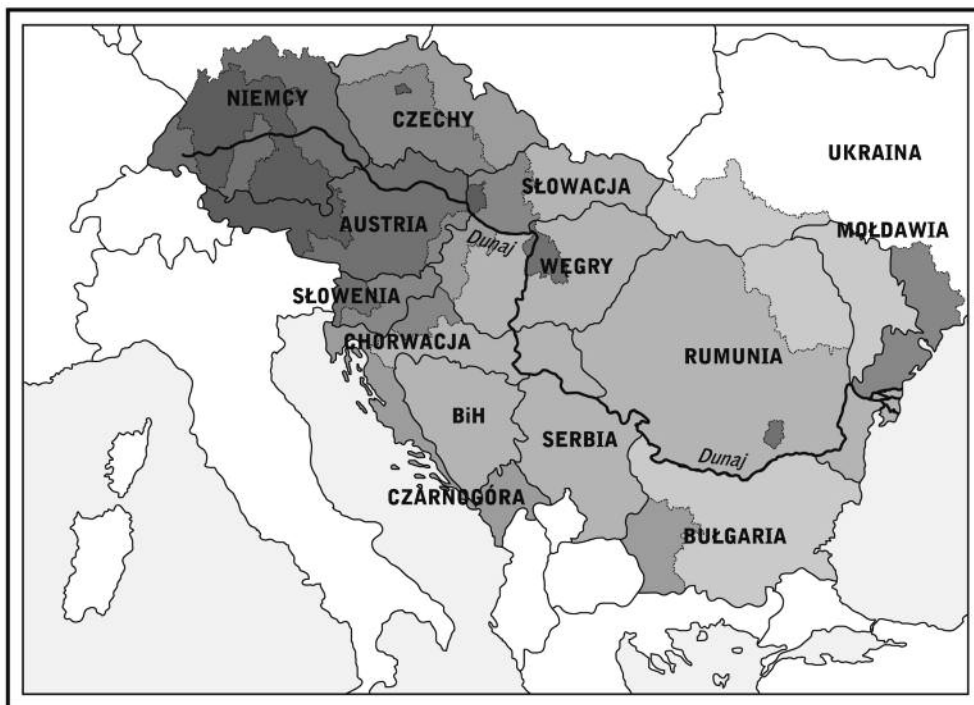 NIEMCY
CZECHY
UKRAINA
SŁOWACJA
AUSTRIA
MOŁDAWIA
Dunaj
WĘGRY
SŁOWENIA
CHORWACJA
RUMUNIA
BiH
SERBIA
Dunaj
CZARNOGÓRA
BUŁGARIA